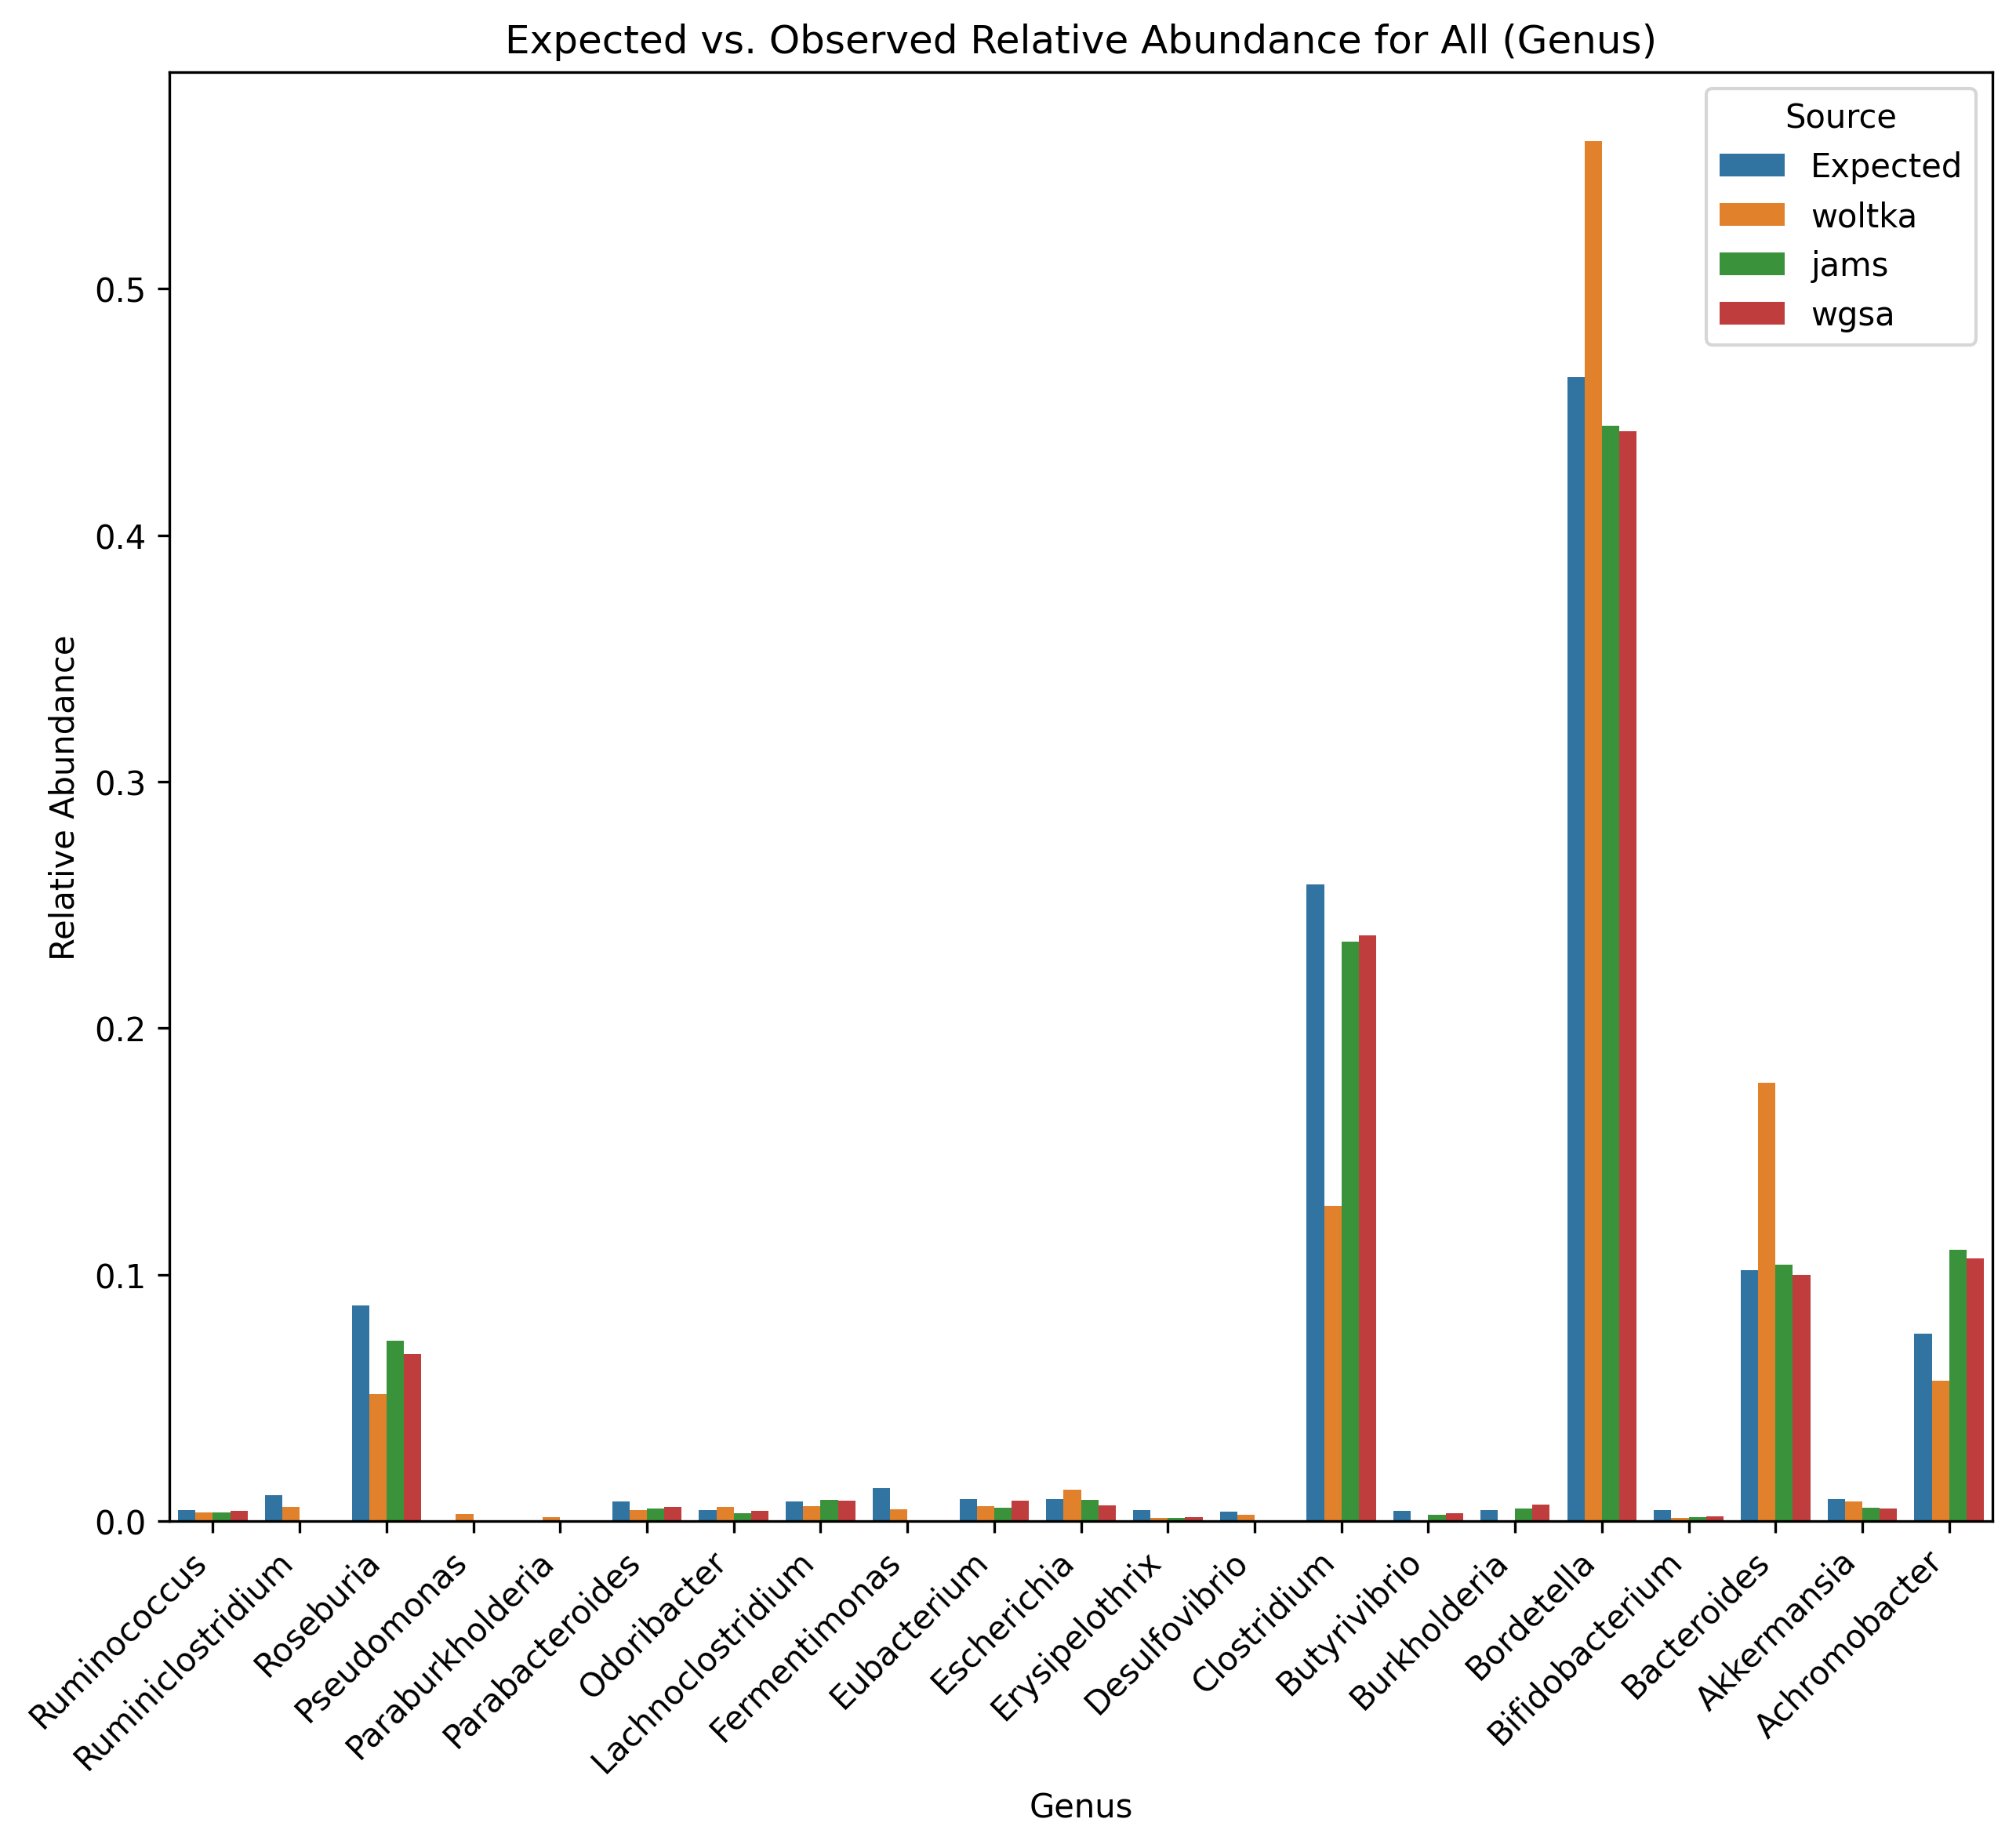 Expected vs. Observed Relative Abundance for All (Genus)
Source
Expected
woltka
jams
wgsa
Relative Abundance
0.5
0.4
0.3
0.2
0.1
0.0
Ruminococcus
Ruminiclostridium
Roseburia
Pseudomonas
Paraburkholderia
Parabacteroides
Odoribacter
Lachnoclostridium
Fermentimonas
Eubacterium
Escherichia
Erysipelothrix
Desulfovibrio
Clostridium
Butyrivibrio
Burkholderia
Bordetella
Bifidobacterium
Bacteroides
Akkermansia
Achromobacter
Genus